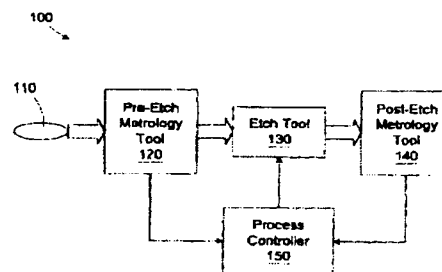 100
110
Pre-Etch
Metrology
Tool
120
Etch Tool
130
Post-Etch
Metrology
Tool
140
Process
Controller
150